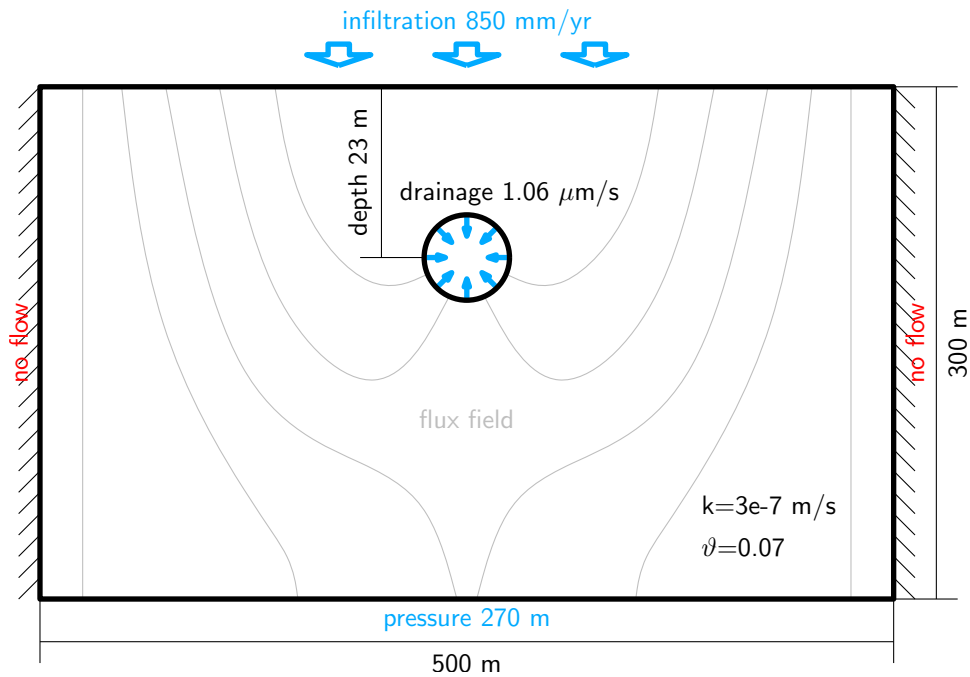 infiltration 850 mm/yr
depth 23 m
drainage 1.06 μm/s
no flow
no flow
300 m
flux field
k=3e-7 m/s
ϑ=0.07
pressure 270 m
500 m